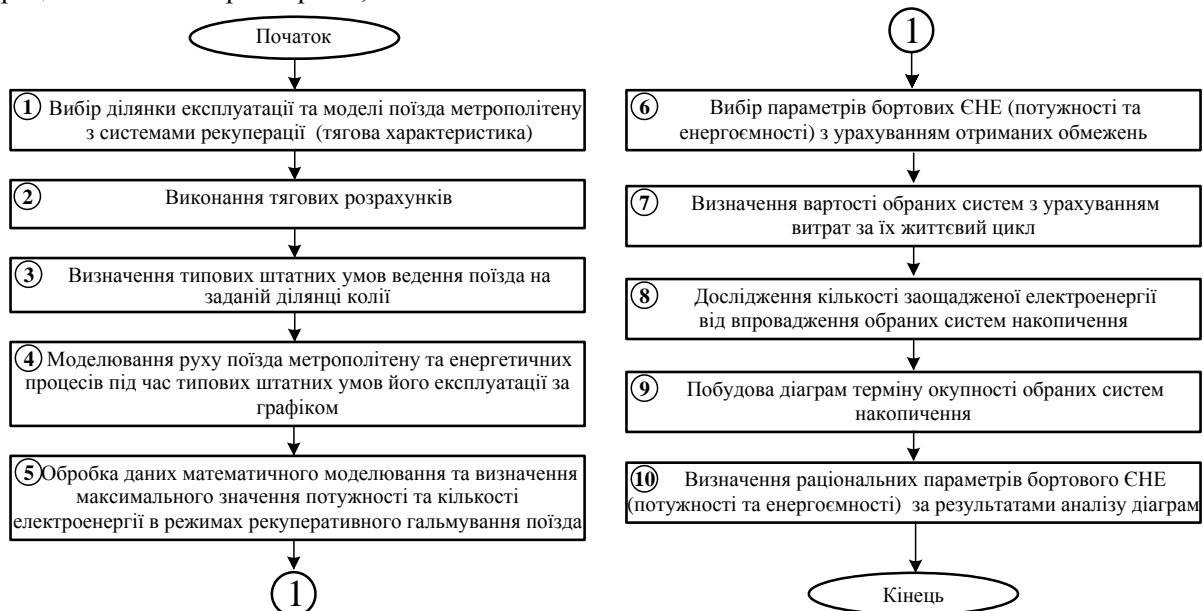 Початок
1 Вибір ділянки експлуатації та моделі поїзда метрополітену
з системами рекуперації (тягова характеристика)
2 Виконання тягових розрахунків
3 Визначення типових штатних умов ведення поїзда на
заданій ділянці колії
4 Моделювання руху поїзда метрополітену та енергетичних
процесів під час типових штатних умов його експлуатації за
графіком
5 Обробка даних математичного моделювання та визначення
максимального значення потужності та кількості
електроенергії в режимах рекуперативного гальмування поїзда
1
1
6 Вибір параметрів бортових ЄНЕ (потужності та
енергоємності) з урахуванням отриманих обмежень
7 Визначення вартості обраних систем з урахуванням
витрат за їх життєвий цикл
8 Дослідження кількості заощадженої електроенергії
від впровадження обраних систем накопичення
9 Побудова діаграм терміну окупності обраних систем
накопичення
10 Визначення раціональних параметрів бортового ЄНЕ
(потужності та енергоємності) за результатами аналізу діаграм
Кінець